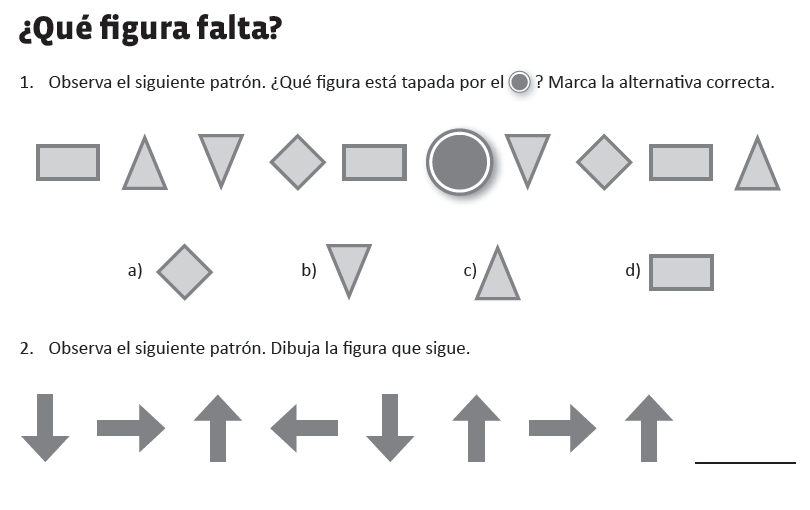 ¿Qué figura falta?
1. Observa el siguiente patrón. ¿Qué figura está tapada por el ? Marca la alternativa correcta.
a) b) c) d)
2. Observa el siguiente patrón. Dibuja la figura que sigue.